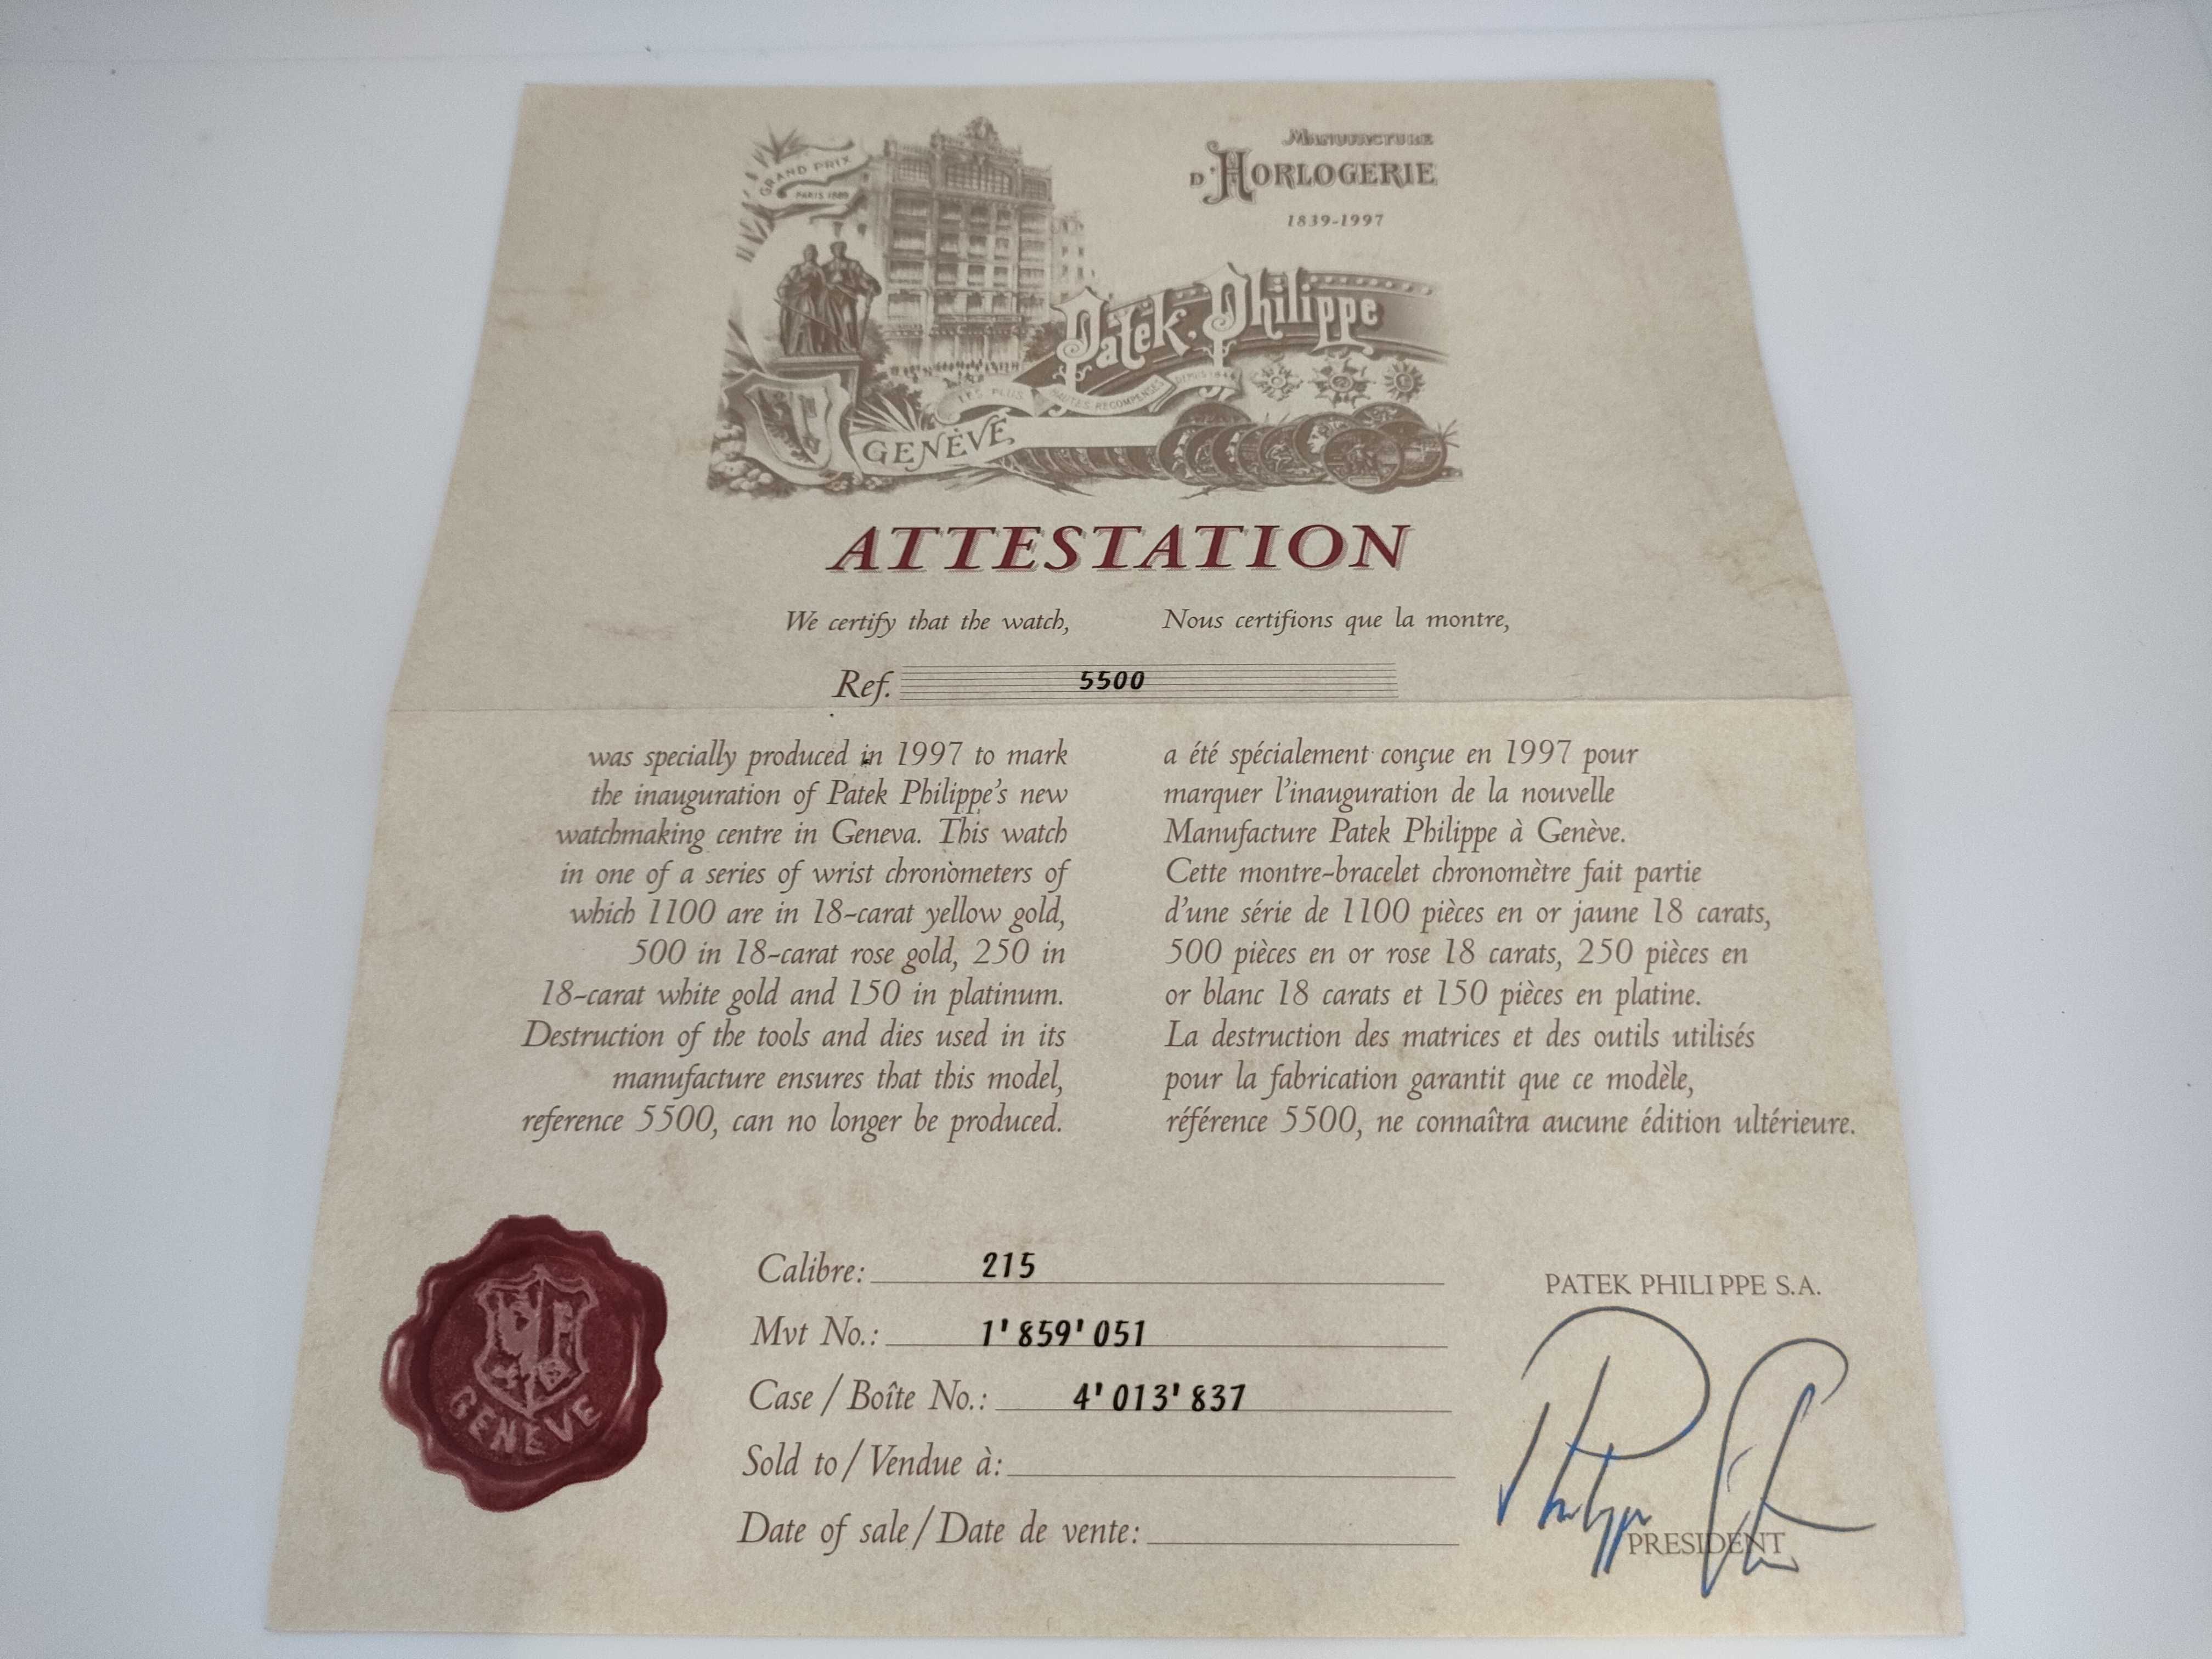 GRAND PRIX
PARIS 1889
MANUFACTURE
D'HORLOGERIE
1839-1997
Patek Philippe
LES PLUS HAUTES RECOMPENSES DEPUIS
GENÈVE
ATTESTATION
We certify that the watch,
Nous certifions que la montre,
Ref. 5500
was specially produced in 1997 to mark
the inauguration of Patek Philippe's new
watchmaking centre in Geneva. This watch
in one of a series of wrist chronometers of
which 1100 are in 18-carat yellow gold,
500 in 18-carat rose gold, 250 in
18-carat white gold and 150 in platinum.
Destruction of the tools and dies used in its
manufacture ensures that this model,
reference 5500, can no longer be produced.
a été spécialement conçue en 1997 pour
marquer l'inauguration de la nouvelle
Manufacture Patek Philippe à Genève.
Cette montre-bracelet chronomètre fait partie
d'une série de 1100 pièces en or jaune 18 carats,
500 pièces en or rose 18 carats, 250 pièces en
or blanc 18 carats et 150 pièces en platine.
La destruction des matrices et des outils utilisés
pour la fabrication garantit que ce modèle,
référence 5500, ne connaîtra aucune édition ultérieure.
GENÈVE
Calibre: 215
Mvt No.: 1'859'051
Case / Boîte No.: 4'013'837
Sold to / Vendue à:
Date of sale / Date de vente:
PATEK PHILIPPE S.A.
PRESIDENT